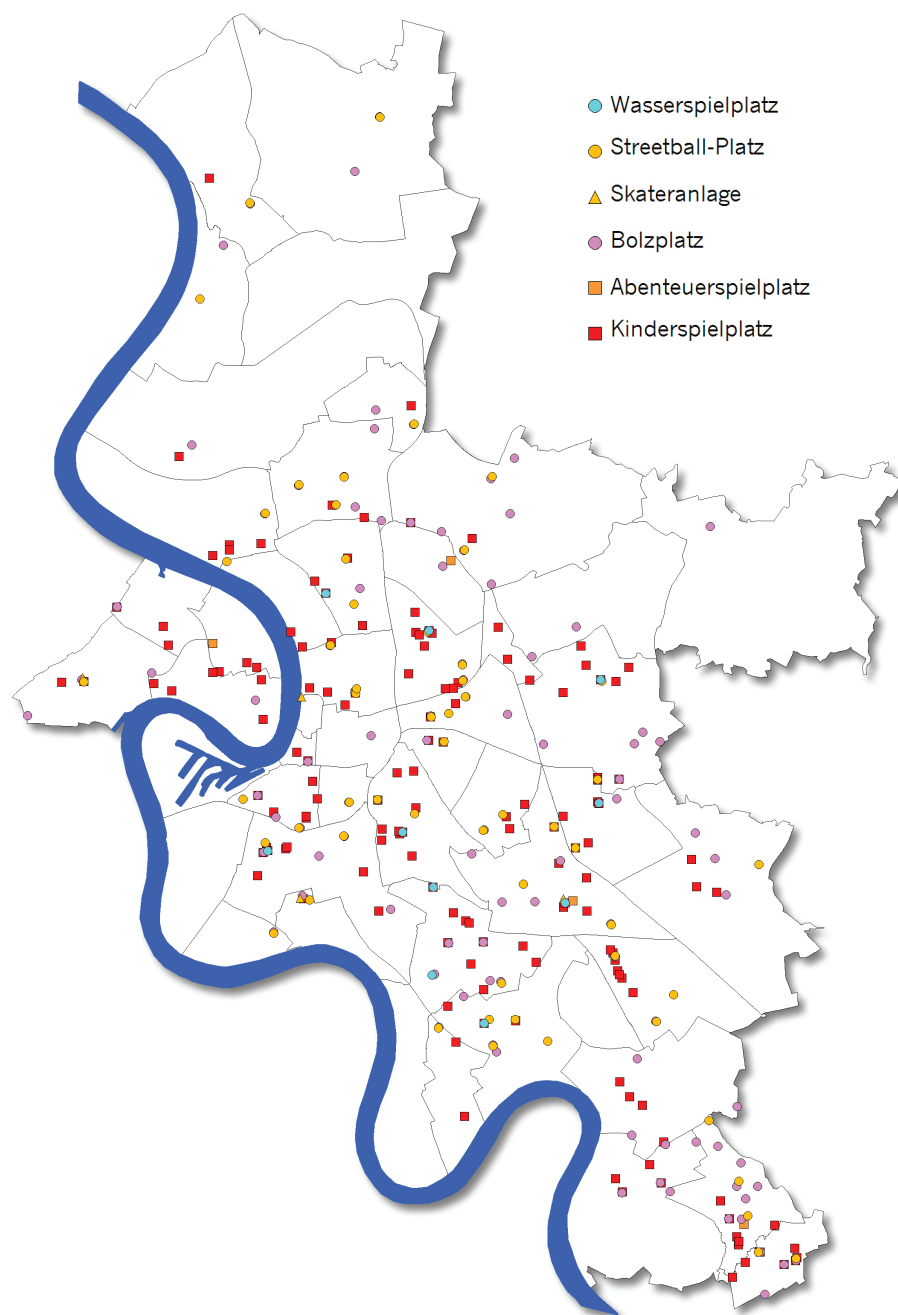 Wasserspielplatz
Streetball-Platz
Skateranlage
Bolzplatz
Abenteuerspielplatz
Kinderspielplatz